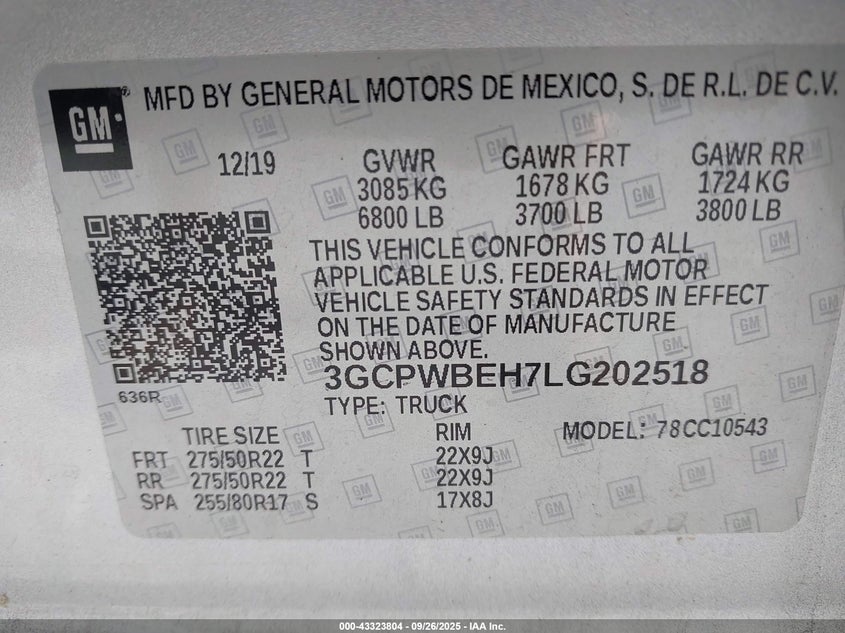 GM
MFD BY GENERAL MOTORS DE MEXICO, S. DE R.L. DE C.V.
12/19 GVWR GAWR FRT GAWR RR
3085 KG 1678 KG 1724 KG
6800 LB 3700 LB 3800 LB
THIS VEHICLE CONFORMS TO ALL
APPLICABLE U.S. FEDERAL MOTOR
VEHICLE SAFETY STANDARDS IN EFFECT
ON THE DATE OF MANUFACTURE
SHOWN ABOVE.
3GCPWBEH7LG202518
636R
TYPE: TRUCK
TIRE SIZE RIM MODEL: 78CC10543
FRT 275/50R22 T 22X9J
RR 275/50R22 T 22X9J
SPA 255/80R17 S 17X8J
000-43323804 - 09/26/2025 - IAA Inc.